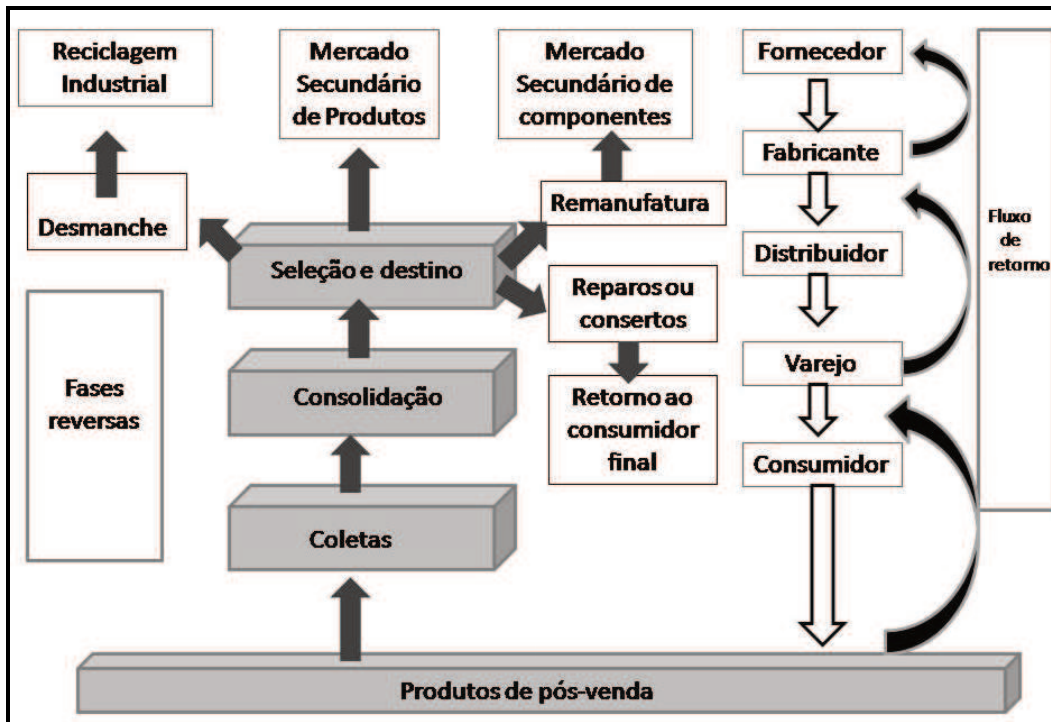 Reciclagem
Industrial
Mercado
Secundário
de Produtos
Mercado
Secundário de
componentes
Fornecedor
Fabricante
Desmanche
Remanufatura
Fluxo
de
retorno
Distribuidor
Seleção e destino
Reparos ou
consertos
Varejo
Fases
reversas
Consolidação
Retorno ao
consumidor
final
Consumidor
Coletas
Produtos de pós-venda